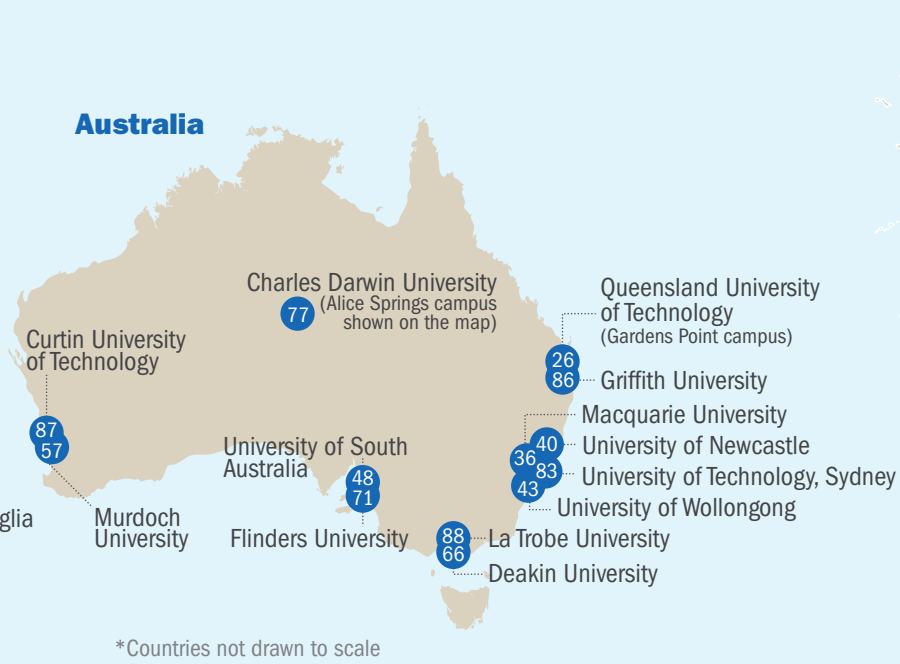 Australia
Charles Darwin University
77
(Alice Springs campus
shown on the map)
Queensland University
of Technology
(Gardens Point campus)
26
86
Griffith University
Curtin University
of Technology
87
57
Murdoch
University
Macquarie University
40
University of Newcastle
36
83
University of Technology, Sydney
43
University of Wollongong
University of South
Australia
48
71
Flinders University
88
La Trobe University
66
Deakin University
glia
*Countries not drawn to scale